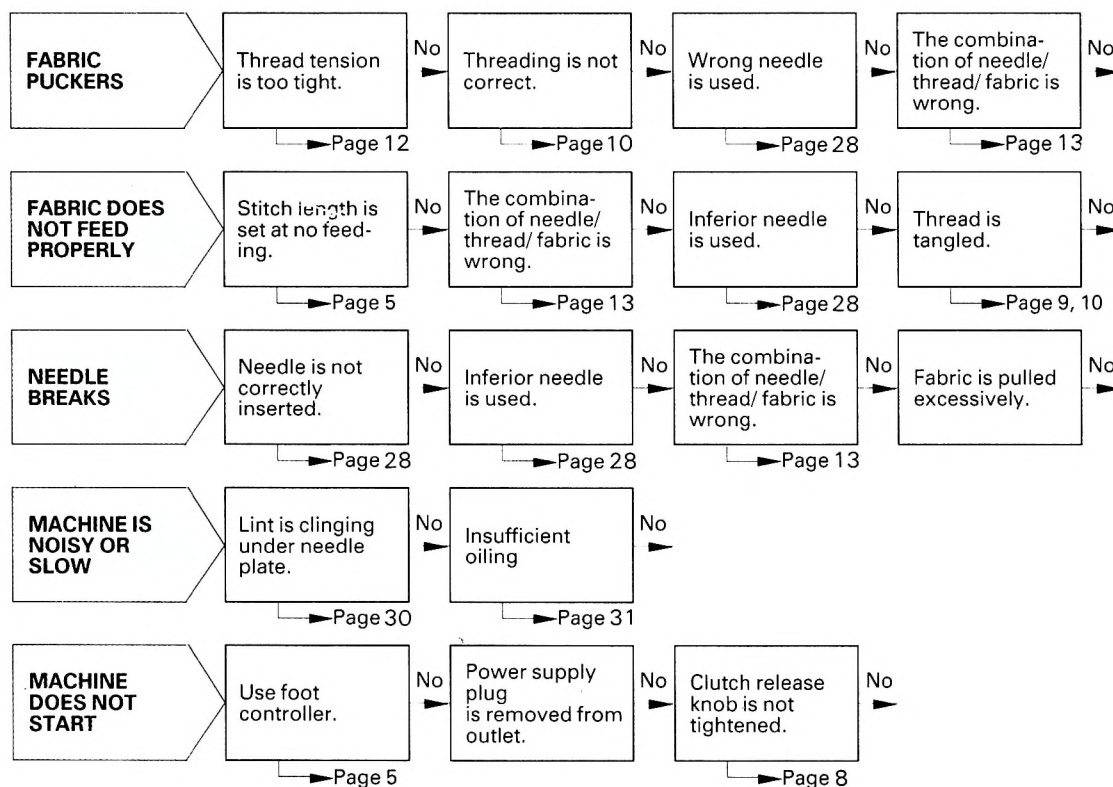 FABRIC
PUCKERS
Thread tension
is too tight.
No
Page 12
Threading is not
correct.
No
Page 10
Wrong needle
is used.
No
Page 28
The combina-
tion of needle/
thread/ fabric is
wrong.
No
Page 13
FABRIC DOES
NOT FEED
PROPERLY
Stitch length is
set at no feed-
ing.
No
Page 5
The combina-
tion of needle/
thread/ fabric is
wrong.
No
Page 13
Inferior needle
is used.
No
Page 28
Thread is
tangled.
No
Page 9, 10
NEEDLE
BREAKS
Needle is not
correctly
inserted.
No
Page 28
Inferior needle
is used.
No
Page 28
The combina-
tion of needle/
thread/ fabric is
wrong.
No
Page 13
Fabric is pulled
excessively.
No
MACHINE IS
NOISY OR
SLOW
Lint is clinging
under needle
plate.
No
Page 30
Insufficient
oiling
No
Page 31
MACHINE
DOES NOT
START
Use foot
controller.
No
Page 5
Power supply
plug
is removed from
outlet.
No
Clutch release
knob is not
tightened.
No
Page 8